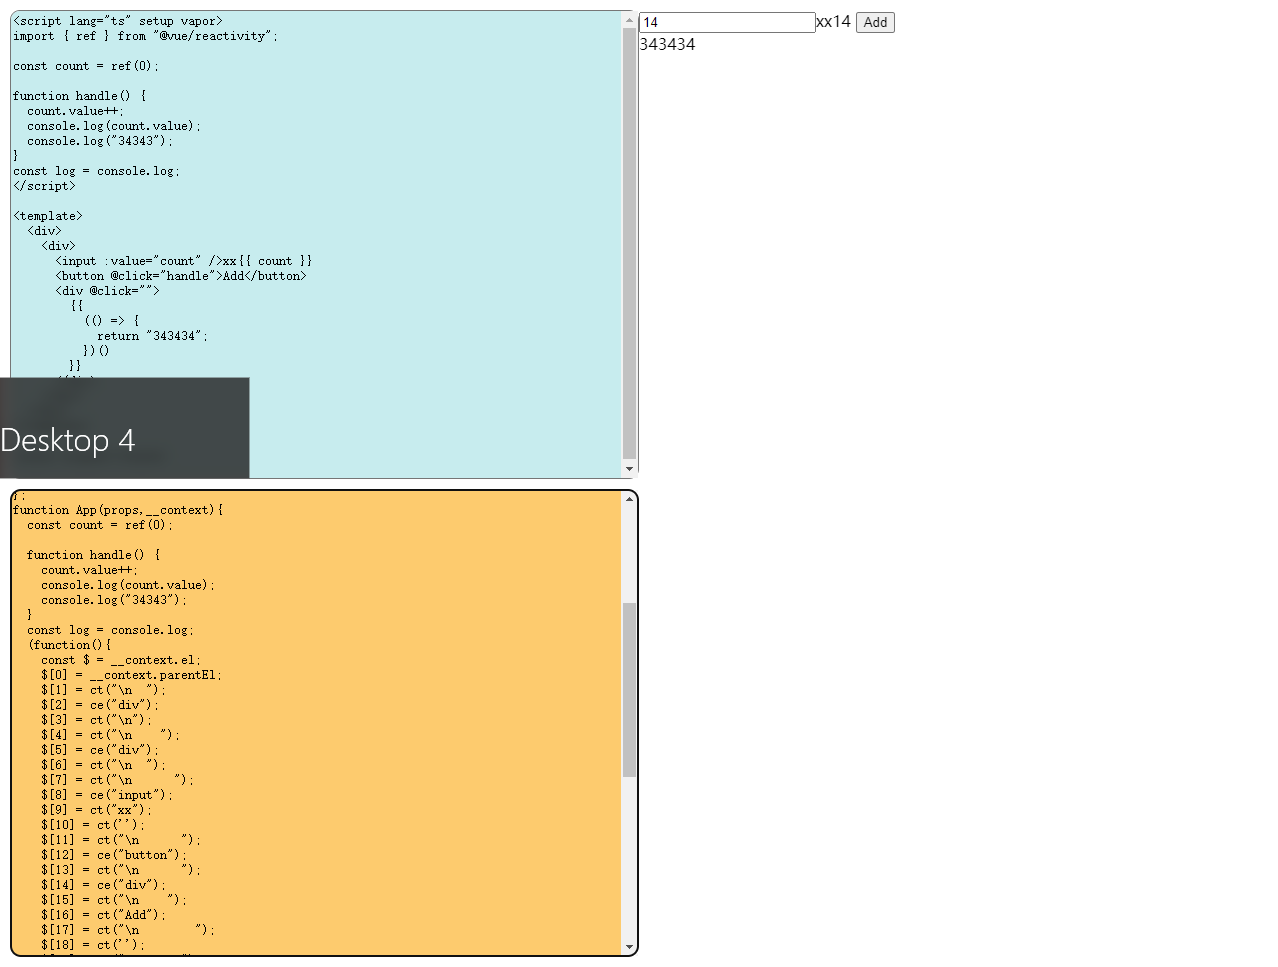 <script lang="ts" setup vapor>
import { ref } from "@vue/reactivity";

const count = ref(0);

function handle() {
  count.value++;
  console.log(count.value);
  console.log("34343");
}
const log = console.log;
</script>

<template>
  <div>
    <div>
      <input :value="count" />xx{{ count }}
      <button @click="handle">Add</button>
      <div @click="">
        {{
          (() => {
            return "343434";
          })()
        }}
Desktop 4
};
function App(props,__context){
  const count = ref(0);

  function handle() {
    count.value++;
    console.log(count.value);
    console.log("34343");
  }
  const log = console.log;
  (function(){
    const $ = __context.el;
    $[0] = __context.parentEl;
    $[1] = ct("\n  ");
    $[2] = ce("div");
    $[3] = ct("\n");
    $[4] = ct("\n    ");
    $[5] = ce("div");
    $[6] = ct("\n  ");
    $[7] = ct("\n      ");
    $[8] = ce("input");
    $[9] = ct("xx");
    $[10] = ct('');
    $[11] = ct("\n      ");
    $[12] = ce("button");
    $[13] = ct("\n      ");
    $[14] = ce("div");
    $[15] = ct("\n    ");
    $[16] = ct("Add");
    $[17] = ct("\n        ");
    $[18] = ct('');
14 xx14 Add
343434